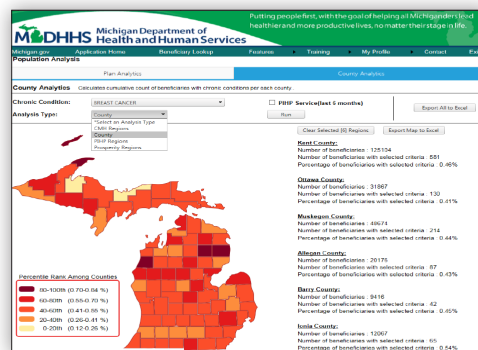 Putting people first, with the goal of helping all Michiganders lead
healthier and more productive lives, no matter their stage in life.
MDHHS Michigan Department of
Health and Human Services
Michigan.gov Application Home Beneficiary Lookup Features Training My Profile Contact Exi
Population Analysis
Plan Analytics County Analytics
County Analytics Calculates cumulative count of beneficiaries with chronic conditions per each county.
Chronic Condition: BREAST CANCER PIHP Service(last 6 months) Export All to Excel
Analysis Type: County Run
*Select an Analysis Type
CMH Regions
County
PIHP Regions
Prosperity Regions
Clear Selected (6) Regions Export Map to Excel
Kent County:
Number of beneficiaries : 125104
Number of beneficiaries with selected criteria : 581
Percentage of beneficiaries with selected criteria : 0.46%
Ottawa County:
Number of beneficiaries : 31867
Number of beneficiaries with selected criteria : 130
Percentage of beneficiaries with selected criteria : 0.41%
Muskegon County:
Number of beneficiaries : 48674
Number of beneficiaries with selected criteria : 214
Percentage of beneficiaries with selected criteria : 0.44%
Allegan County:
Number of beneficiaries : 20175
Number of beneficiaries with selected criteria : 87
Percentage of beneficiaries with selected criteria : 0.43%
Barry County:
Number of beneficiaries : 9416
Number of beneficiaries with selected criteria : 42
Percentage of beneficiaries with selected criteria : 0.45%
Ionia County:
Number of beneficiaries : 12067
Number of beneficiaries with selected criteria : 65
Percentage of beneficiaries with selected criteria : 0.54%
Percentile Rank Among Counties
80-100th (0.70-0.84 %)
60-80th (0.55-0.70 %)
40-60th (0.41-0.55 %)
20-40th (0.26-0.41 %)
0-20th (0.12-0.26 %)